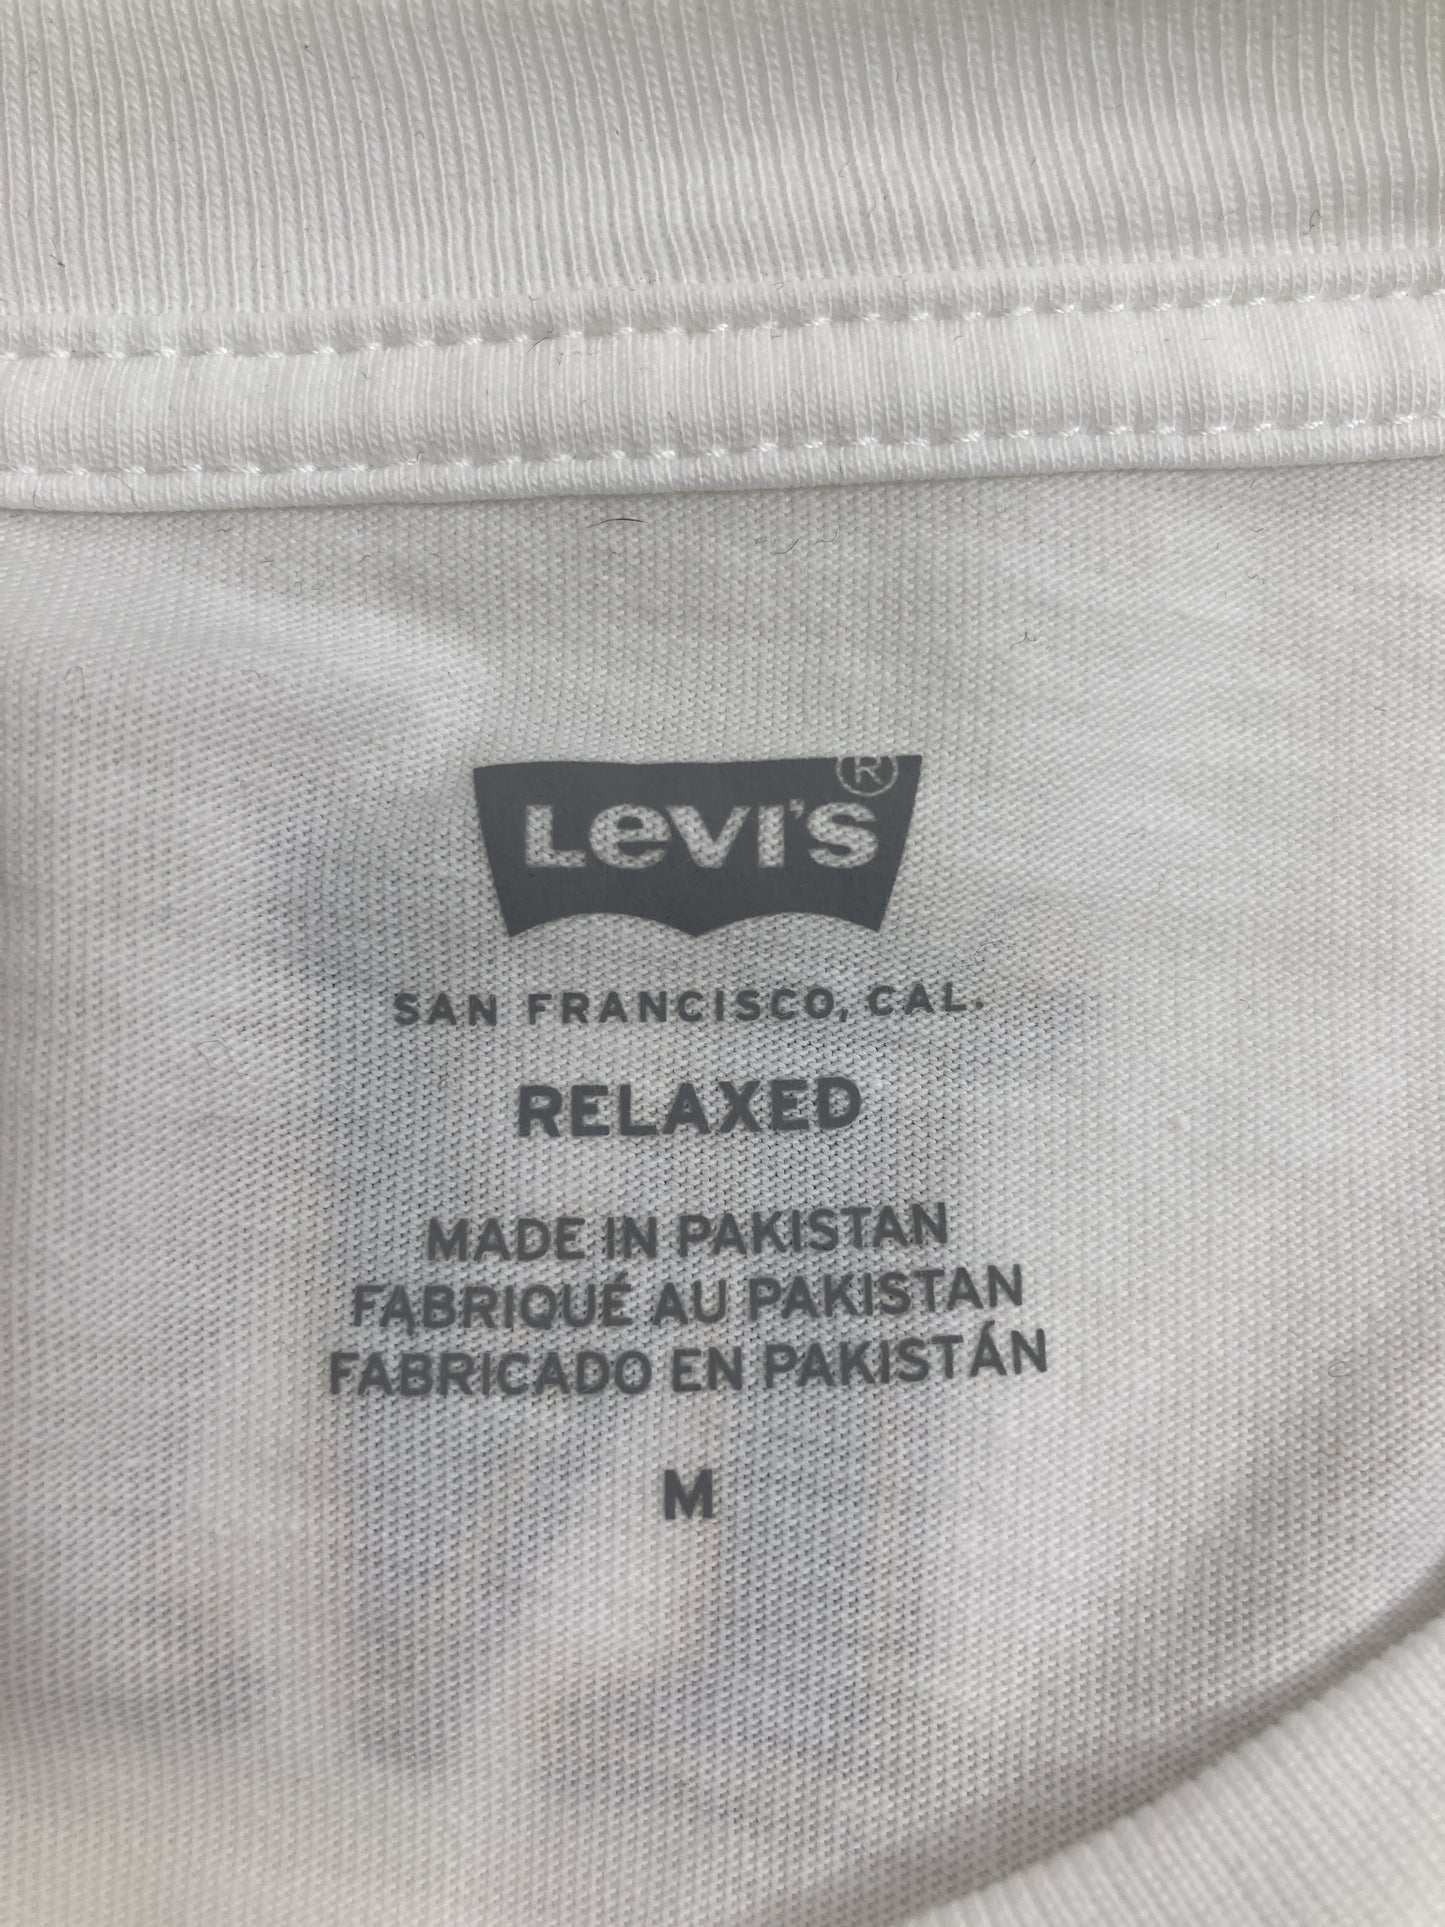 LEVI'S ®
SAN FRANCISCO, CAL.
RELAXED
MADE IN PAKISTAN
FABRIQUÉ AU PAKISTAN
FABRICADO EN PAKISTÁN
M